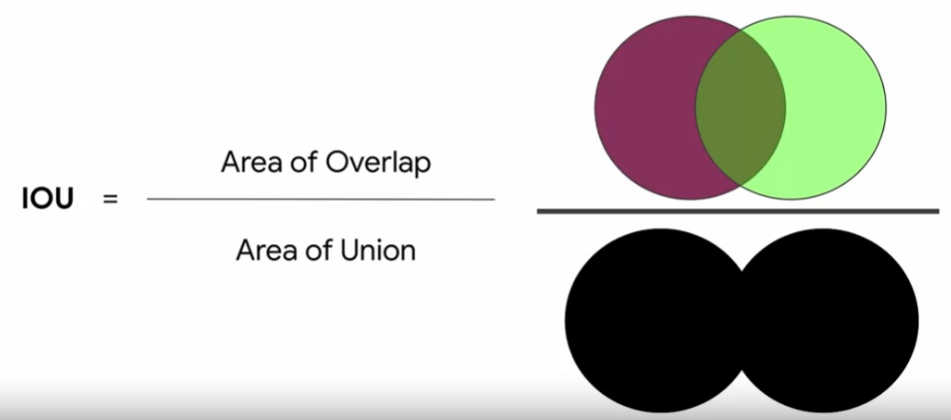 Area of Overlap
IOU =
Area of Union